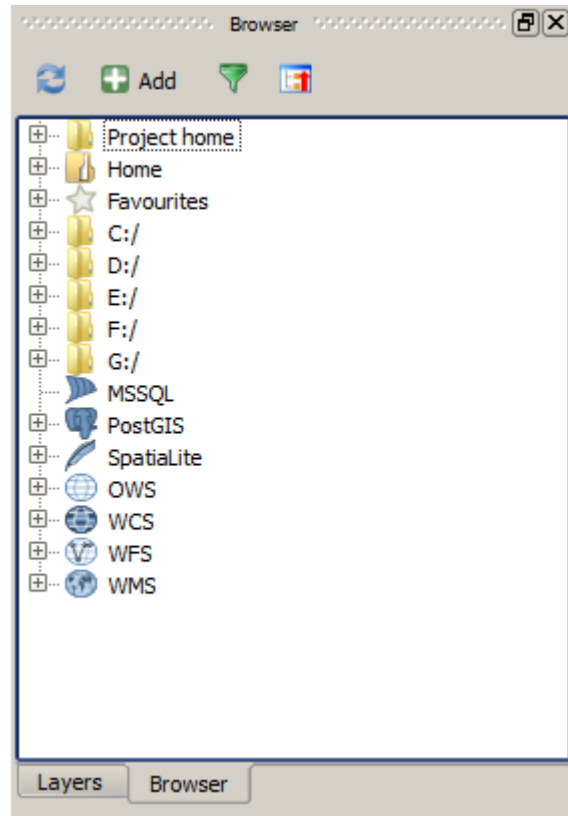 Browser
Add
Project home
Home
Favourites
C:/
D:/
E:/
F:/
G:/
MSSQL
PostGIS
SpatiaLite
OWS
WCS
WFS
WMS
Layers Browser